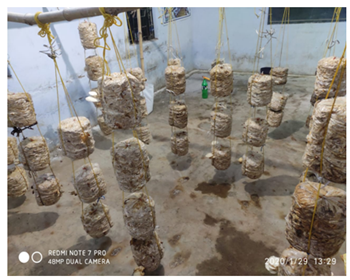 REDMI NOTE 7 PRO
48MP DUAL CAMERA
2020/1/29 13:29